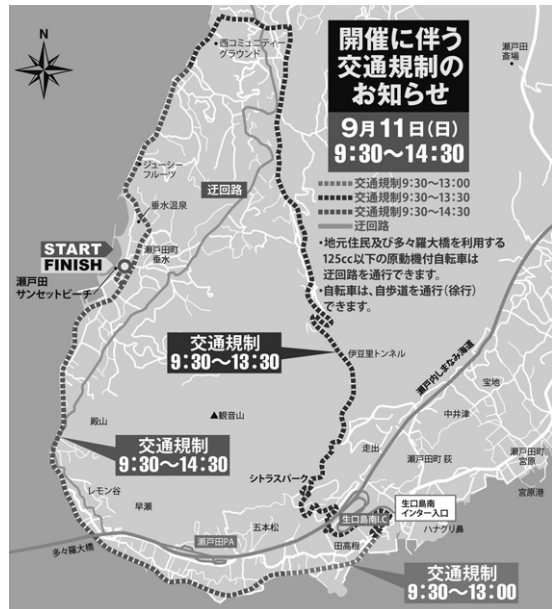 N
西コミュニティー
グラウンド
開催に伴う
交通規制の
お知らせ
9月11日(日)
9:30〜14:30
瀬戸田
斎場
交通規制9:30〜13:00
交通規制9:30〜13:30
交通規制9:30〜14:30
迂回路
・地元住民及び多々羅大橋を利用する
125cc以下の原動機付自転車は
迂回路を通行できます。
・自転車は、自歩道を通行(徐行)
できます。
ジューシー
フルーツ
迂回路
垂水温泉
START
FINISH
瀬戸田町
垂水
瀬戸田
サンセットビーチ
交通規制
9:30〜13:30
伊豆里トンネル
瀬戸内しまなみ海道
宝地
中井津
殿山
▲観音山
走出
瀬戸田町 荻
瀬戸田町
宮原
宮原港
交通規制
9:30〜14:30
シトラスパーク
レモン谷
早瀬
五本松
生口島南I.C
生口島南
インター入口
ハナグリ鼻
多々羅大橋
瀬戸田PA
田高根
交通規制
9:30〜13:00